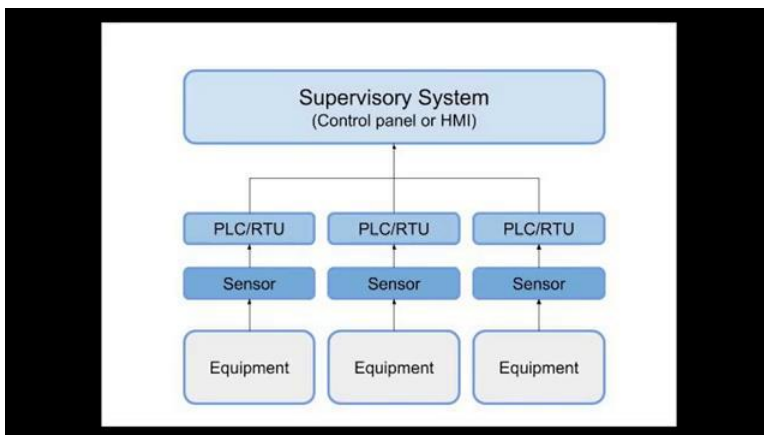 Supervisory System
(Control panel or HMI)
PLC/RTU PLC/RTU PLC/RTU
Sensor Sensor Sensor
Equipment Equipment Equipment